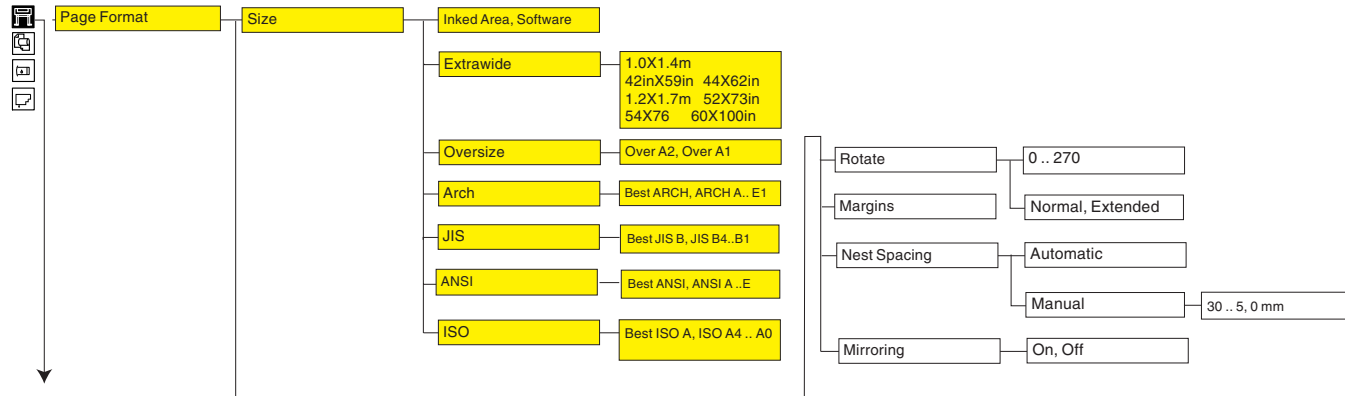 Page Format
Size
Inked Area, Software
Extrawide
1.0X1.4m
42inX59in 44X62in
1.2X1.7m 52X73in
54X76 60X100in
Oversize
Over A2, Over A1
Arch
Best ARCH, ARCH A.. E1
JIS
Best JIS B, JIS B4..B1
ANSI
Best ANSI, ANSI A ..E
ISO
Best ISO A, ISO A4 .. A0
Rotate
0 .. 270
Margins
Normal, Extended
Nest Spacing
Automatic
Manual
30 .. 5, 0 mm
Mirroring
On, Off